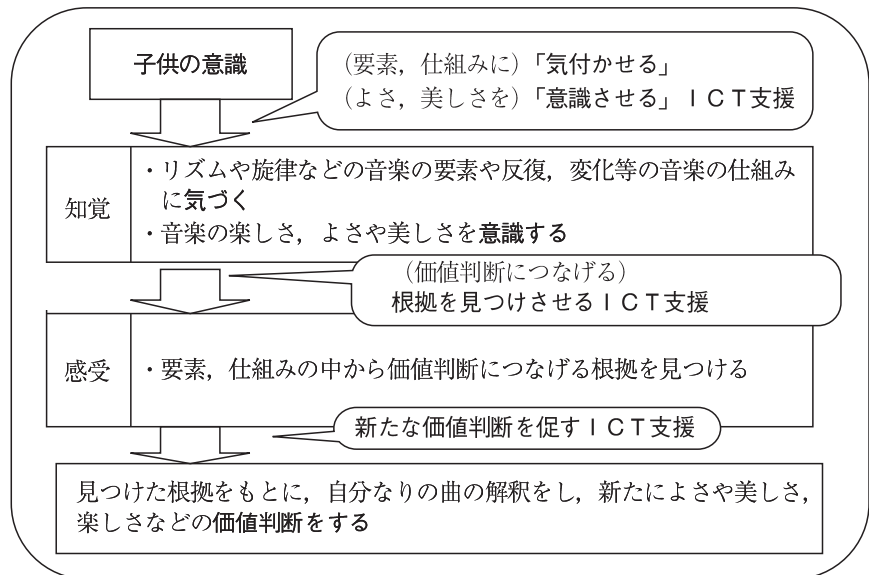 子供の意識
(要素，仕組みに)「気付かせる」
(よさ，美しさを)「意識させる」ＩＣＴ支援
知覚
・リズムや旋律などの音楽の要素や反復，変化等の音楽の仕組み
に気づく
・音楽の楽しさ，よさや美しさを意識する
(価値判断につなげる)
根拠を見つけさせるＩＣＴ支援
感受
・要素，仕組みの中から価値判断につなげる根拠を見つける
新たな価値判断を促すＩＣＴ支援
見つけた根拠をもとに，自分なりの曲の解釈をし，新たによさや美しさ，
楽しさなどの価値判断をする